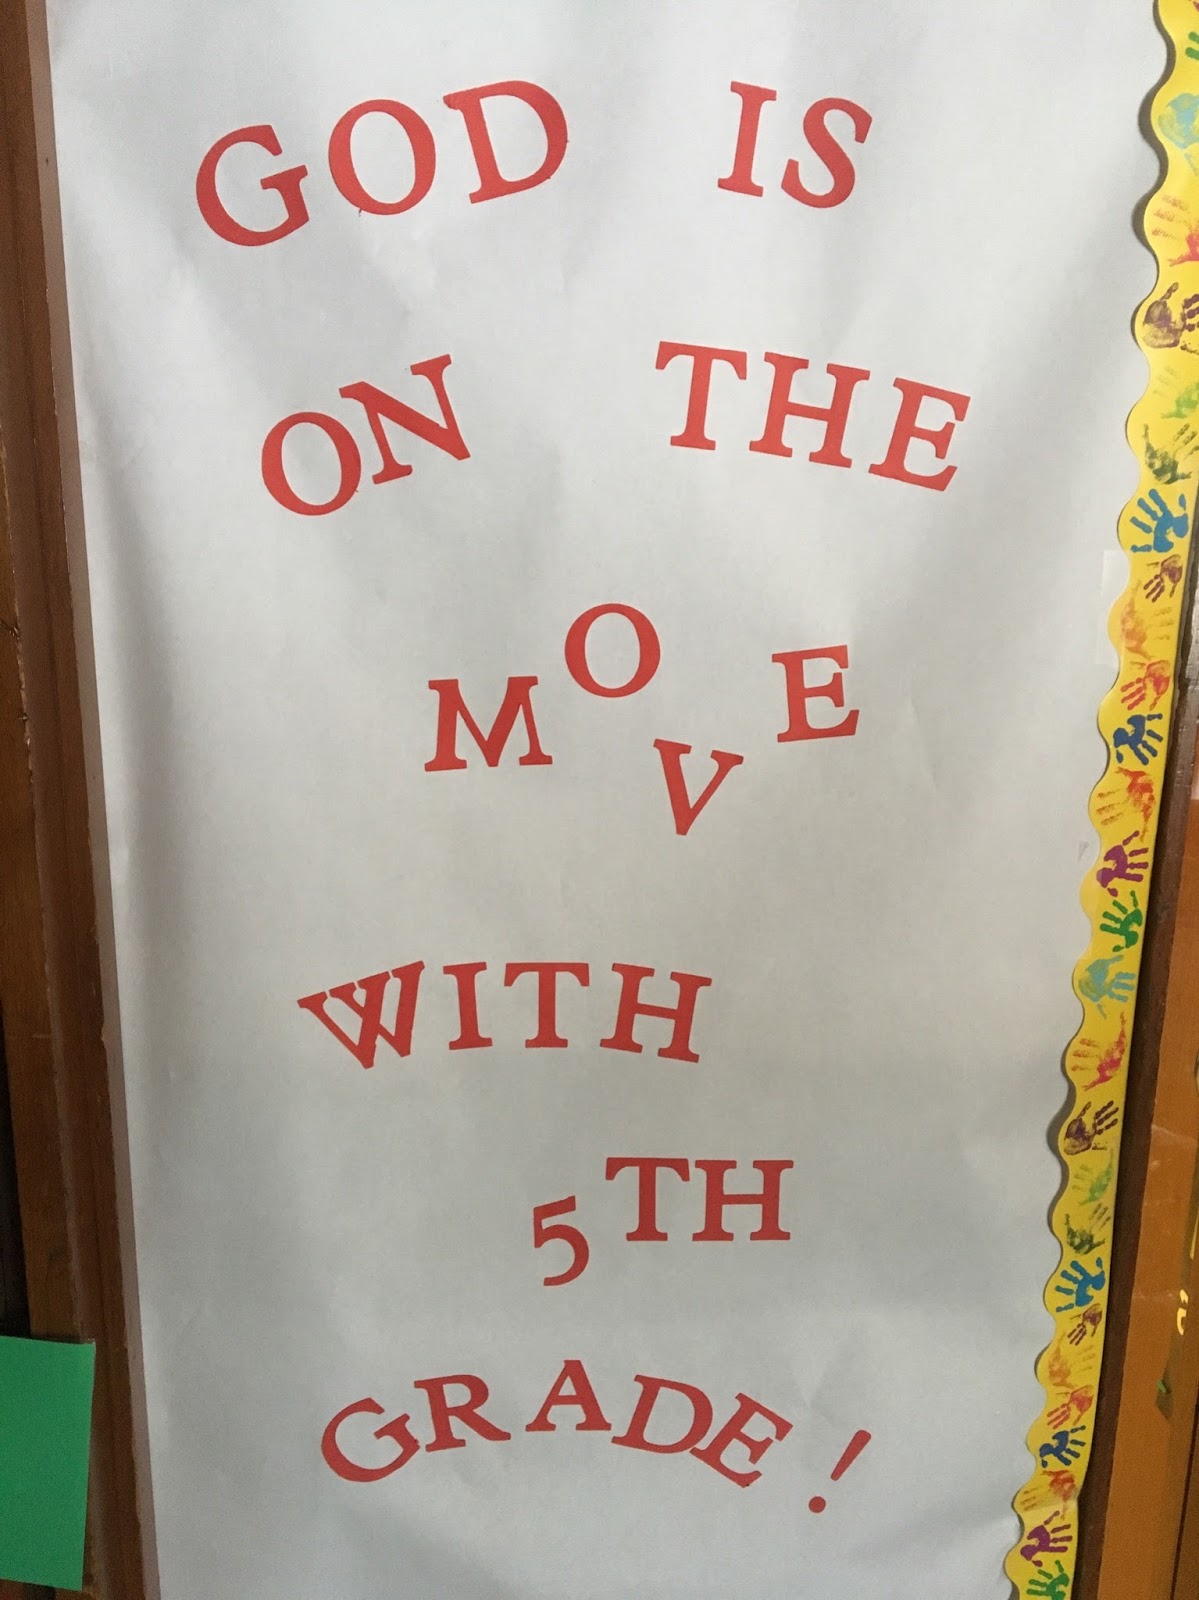 GOD IS
ON THE
MOVE
WITH
5TH
GRADE!